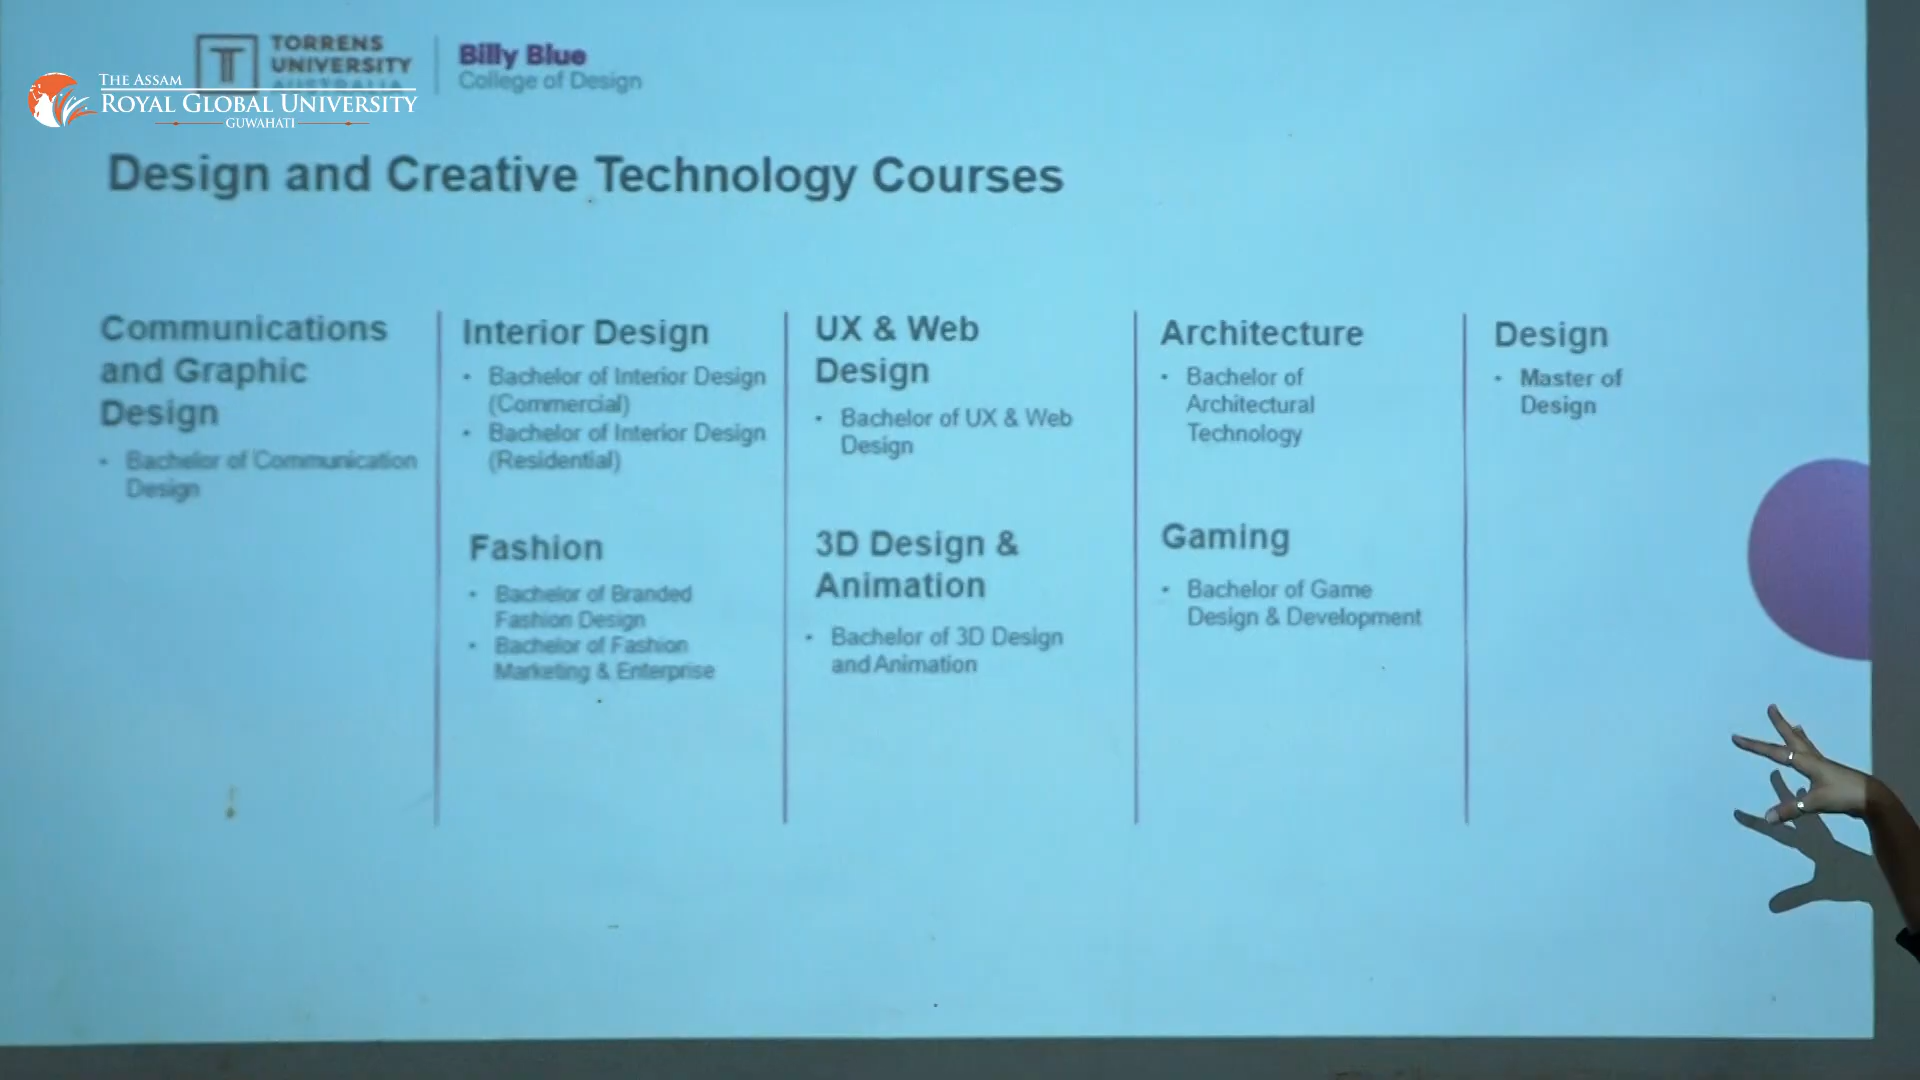 TORRENS
UNIVERSITY
AUSTRALIA
Billy Blue
College of Design
THE ASSAM
ROYAL GLOBAL UNIVERSITY
GUWAHATI
Design and Creative Technology Courses
Communications
and Graphic
Design
• Bachelor of Communication
Design
Interior Design
• Bachelor of Interior Design
(Commercial)
• Bachelor of Interior Design
(Residential)
Fashion
• Bachelor of Branded
Fashion Design
• Bachelor of Fashion
Marketing & Enterprise
UX & Web
Design
• Bachelor of UX & Web
Design
3D Design &
Animation
• Bachelor of 3D Design
and Animation
Architecture
• Bachelor of
Architectural
Technology
Gaming
• Bachelor of Game
Design & Development
Design
• Master of
Design